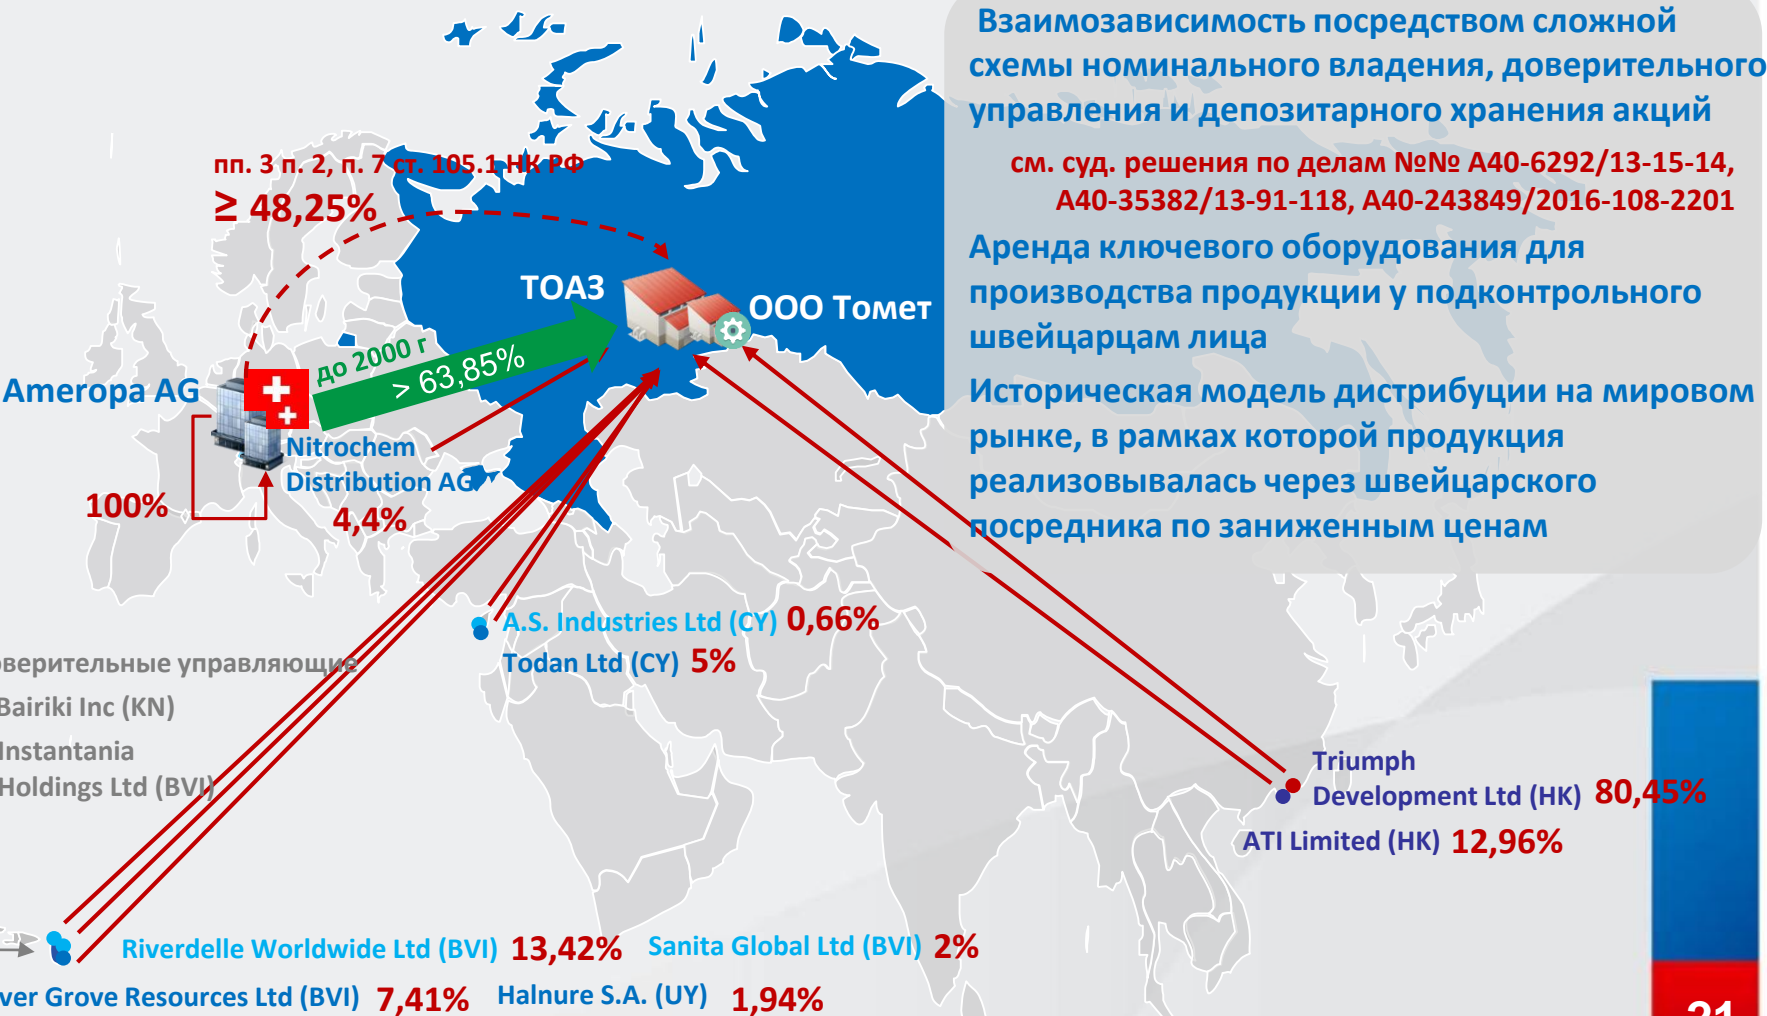 Взаимозависимость посредством сложной
схемы номинального владения, доверительного
управления и депозитарного хранения акций
см. суд. решения по делам №№ А40-6292/13-15-14,
А40-35382/13-91-118, А40-243849/2016-108-2201
Аренда ключевого оборудования для
производства продукции у подконтрольного
швейцарцам лица
Историческая модель дистрибуции на мировом
рынке, в рамках которой продукция
реализовывалась через швейцарского
посредника по заниженным ценам
пп. 3 п. 2, п. 7 ст. 105.1 НК РФ
≥ 48,25%
ТОАЗ
ООО Томет
до 2000 г
> 63,85%
Ameropa AG
Nitrochem
Distribution AG
100%
4,4%
A.S. Industries Ltd (CY) 0,66%
Todan Ltd (CY) 5%
оверительные управляющие
Bairiki Inc (KN)
Instantania
Holdings Ltd (BVI)
Triumph
Development Ltd (HK) 80,45%
ATI Limited (HK) 12,96%
Riverdelle Worldwide Ltd (BVI) 13,42% Sanita Global Ltd (BVI) 2%
ver Grove Resources Ltd (BVI) 7,41% Halnure S.A. (UY) 1,94%
21